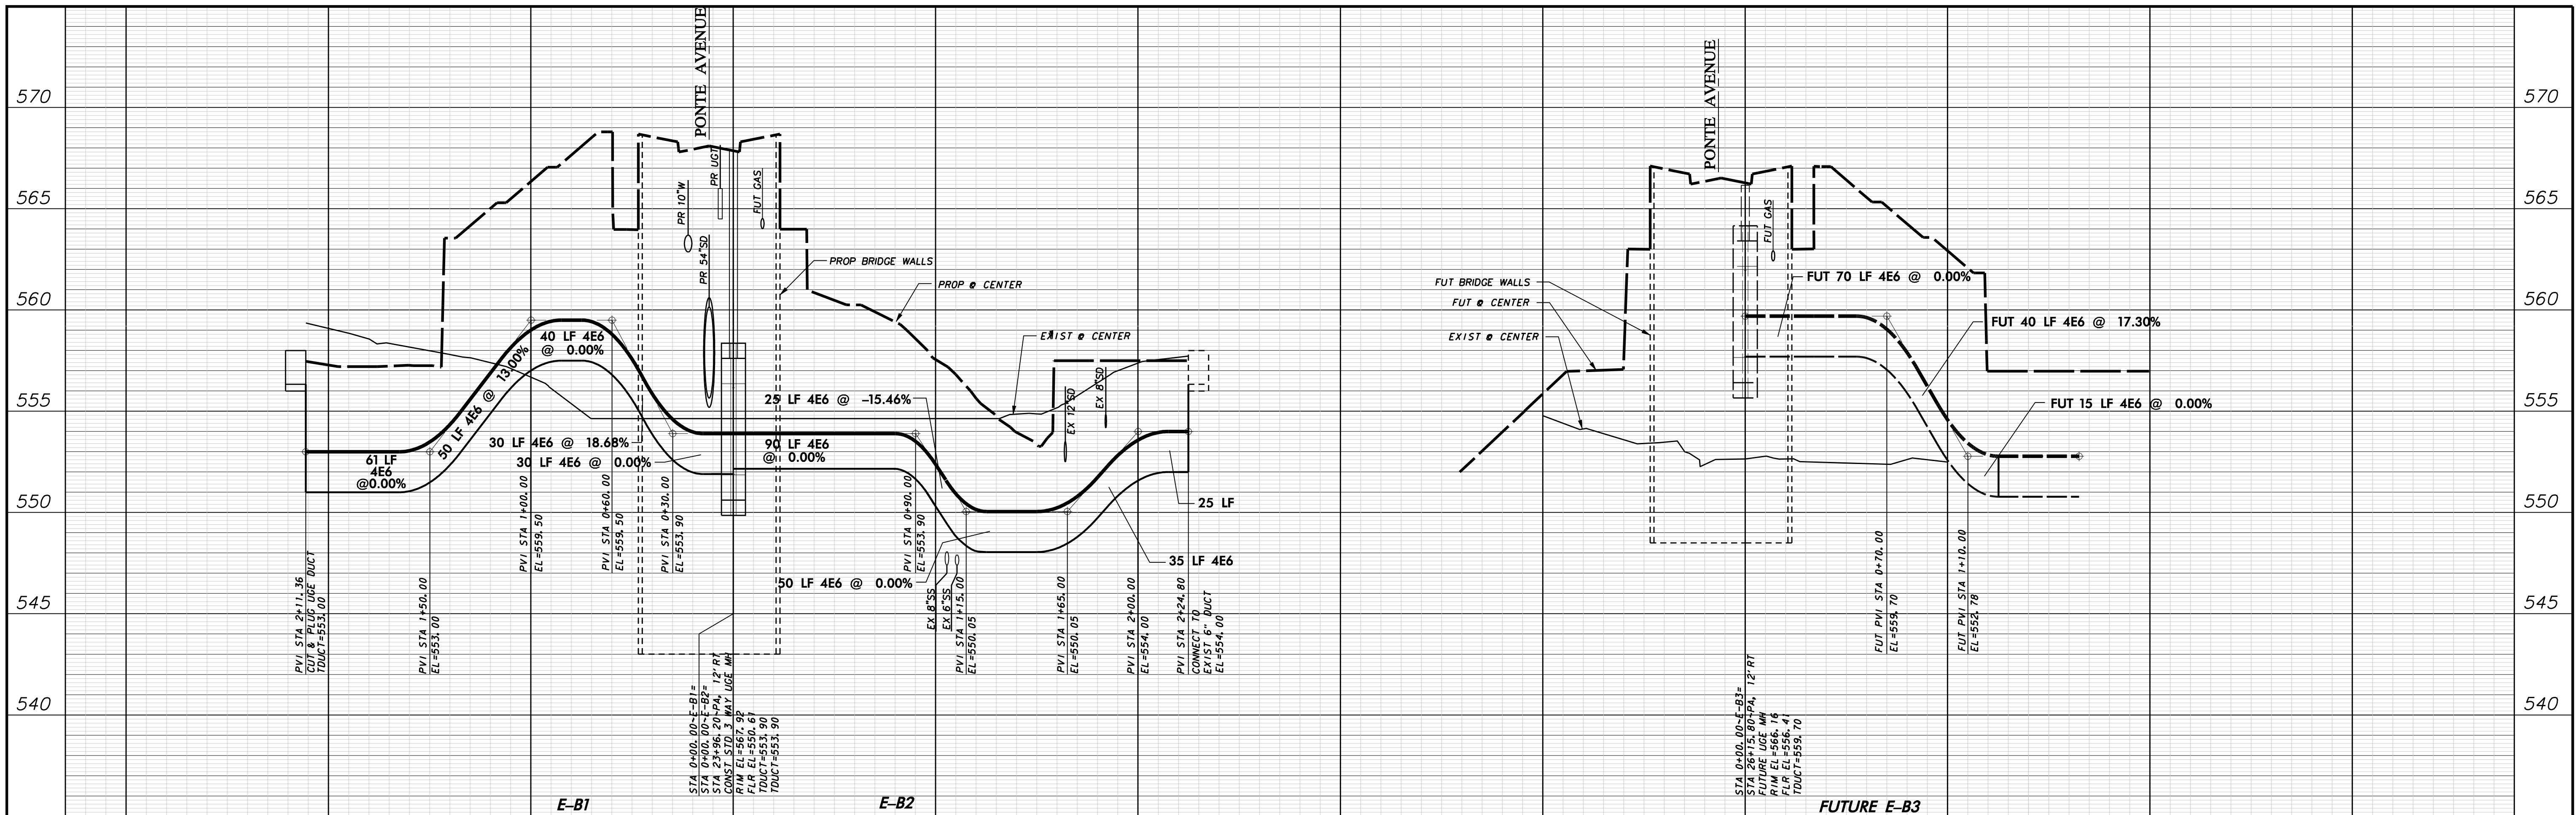 PONTE AVENUE
PONTE AVENUE
570
570
565
565
560
560
555
555
550
550
545
545
540
540
PR UGT
PR 10"W
FUT GAS
PR 54"SD
PROP BRIDGE WALLS
PROP @ CENTER
EXIST @ CENTER
40 LF 4E6
@ 0.00%
50 LF 4E6 @ 13.00%
61 LF
4E6
@0.00%
30 LF 4E6 @ 18.68%
30 LF 4E6 @ 0.00%
25 LF 4E6 @ –15.46%
90 LF 4E6
@ 0.00%
EX 12"SD
EX 8"SD
25 LF
35 LF 4E6
50 LF 4E6 @ 0.00%
EX 8"SS
EX 6"SS
PVI STA 2+11.36
CUT & PLUG UGE DUCT
TDUCT=553.00
PVI STA 1+50.00
EL=553.00
PVI STA 1+00.00
EL=559.50
PVI STA 0+60.00
EL=559.50
PVI STA 0+30.00
EL=553.90
STA 0+00.00~E-B1=
STA 0+00.00~E-B2=
STA 23+96.20~PA, 12' RT
CONST STD 3 WAY UGE MH
RIM EL=567.92
FLR EL=550.61
TDUCT=553.90
TDUCT=553.90
PVI STA 0+90.00
EL=553.90
PVI STA 1+15.00
EL=550.05
PVI STA 1+65.00
EL=550.05
PVI STA 2+00.00
EL=554.00
PVI STA 2+24.80
CONNECT TO
EXIST 6" DUCT
EL=554.00
E–B1
E–B2
FUT BRIDGE WALLS
FUT @ CENTER
EXIST @ CENTER
FUT GAS
FUT 70 LF 4E6 @ 0.00%
FUT 40 LF 4E6 @ 17.30%
FUT 15 LF 4E6 @ 0.00%
STA 0+00.00~E-B3=
STA 26+15.80~PA, 12' RT
FUTURE UGE MH
RIM EL=566.16
FLR EL=556.41
TDUCT=559.70
FUT PVI STA 0+70.00
EL=559.70
FUT PVI STA 1+10.00
EL=552.78
FUTURE E–B3